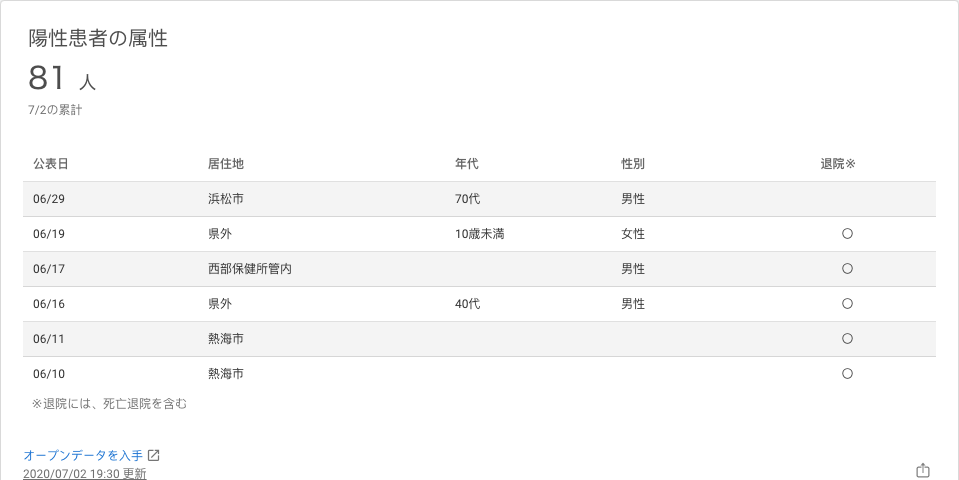 陽性患者の属性
81 人
7/2の累計
公表日 居住地 年代 性別 退院※
06/29 浜松市 70代 男性
06/19 県外 10歳未満 女性 〇
06/17 西部保健所管内 男性 〇
06/16 県外 40代 男性 〇
06/11 熱海市 〇
06/10 熱海市 〇
※退院には、死亡退院を含む
オープンデータを入手
2020/07/02 19:30 更新